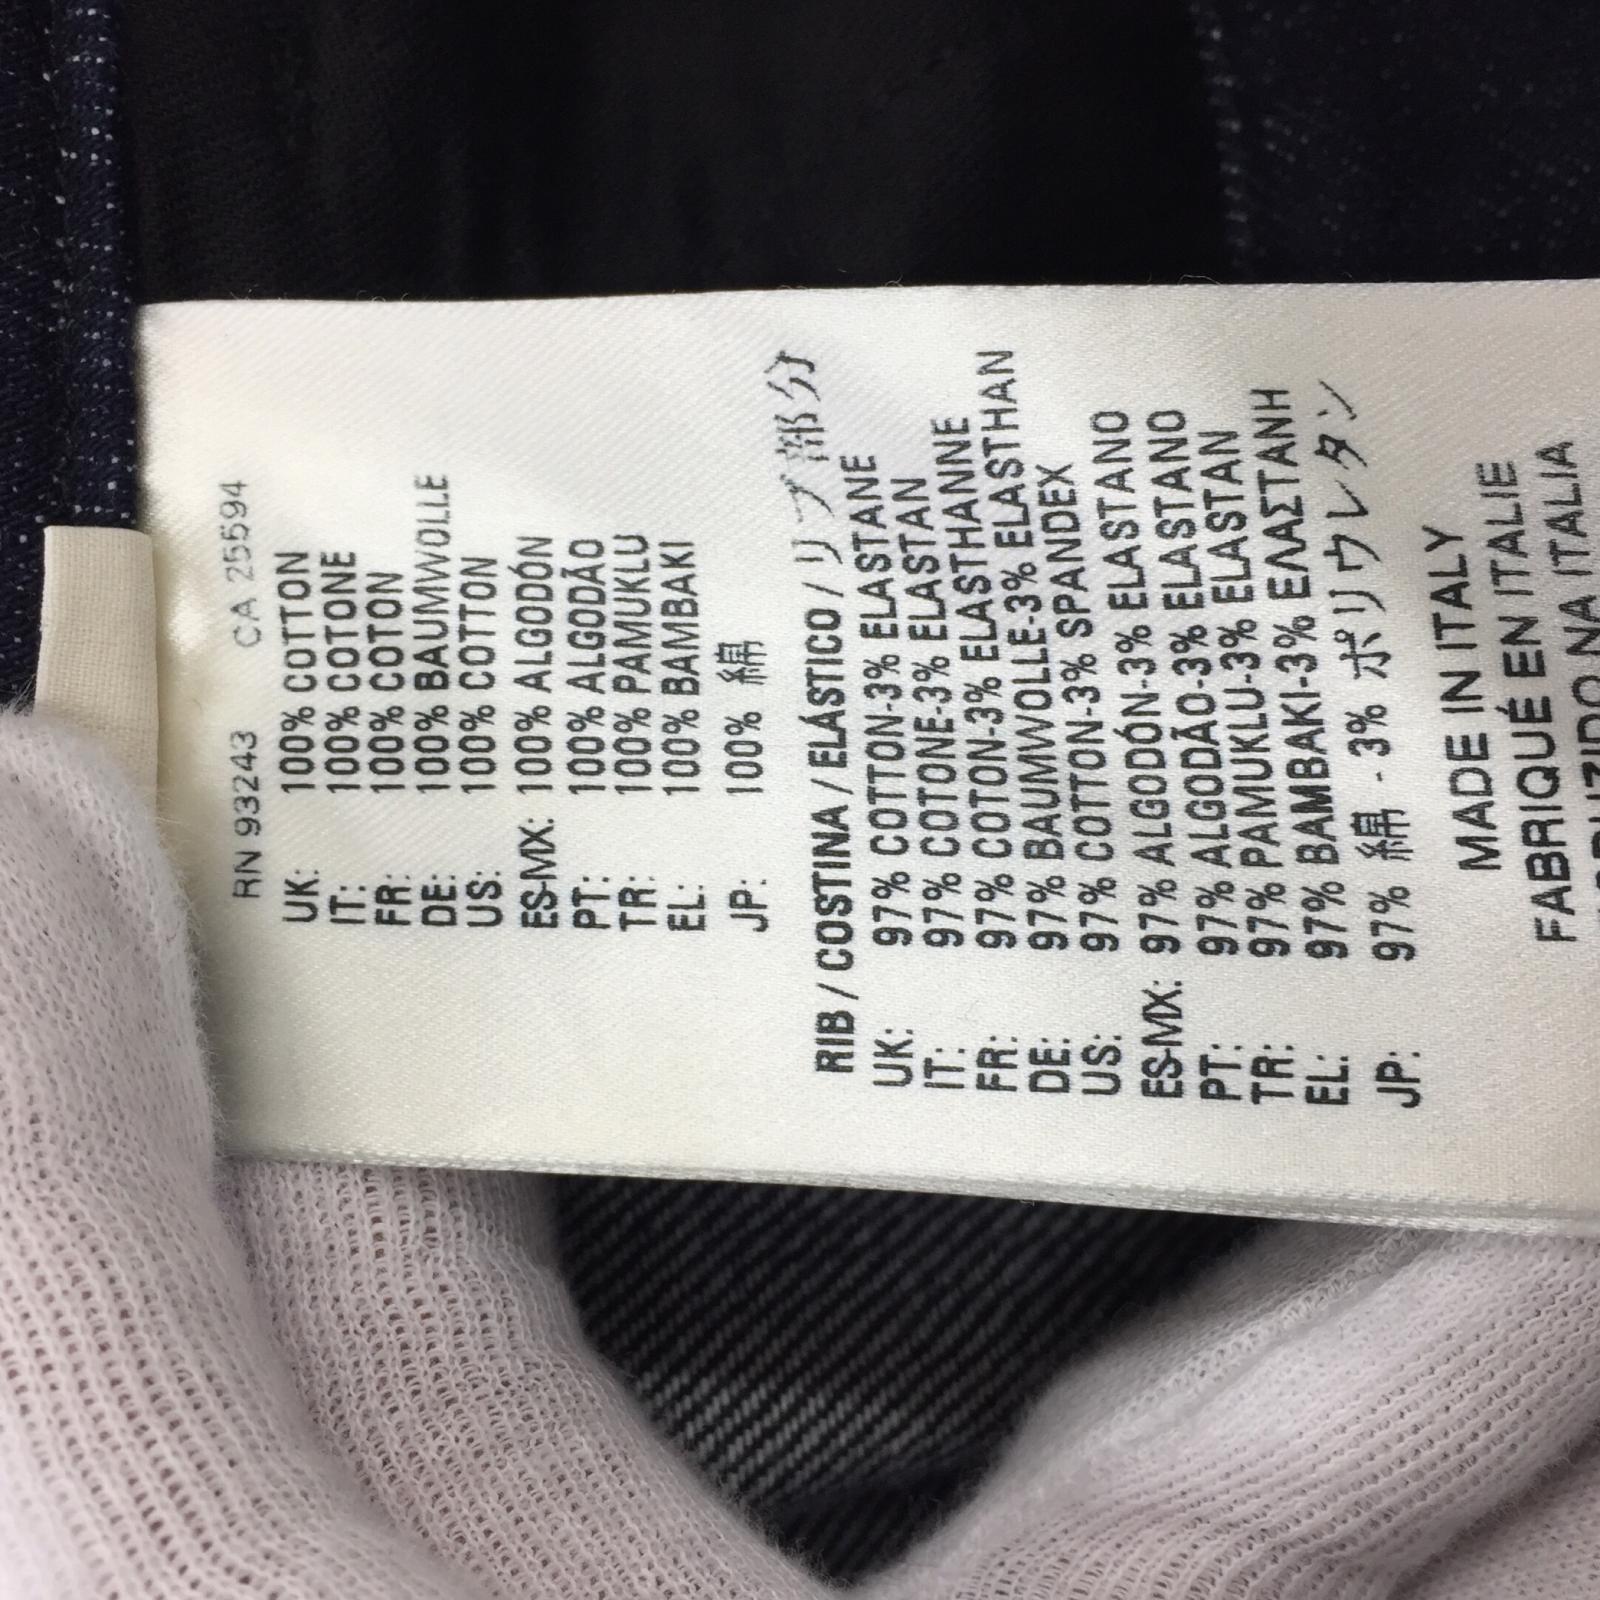 RN 93243 CA 25594
UK: 100% COTTON
IT: 100% COTONE
FR: 100% COTON
DE: 100% BAUMWOLLE
US: 100% COTTON
ES-MX: 100% ALGODÓN
PT: 100% ALGODÃO
TR: 100% PAMUKLU
EL: 100% BAMBAKI
JP: 100% 綿
RIB / COSTINA / ELÁSTICO / リブ部分
UK: 97% COTTON-3% ELASTANE
IT: 97% COTONE-3% ELASTAN
FR: 97% COTON-3% ELASTHANNE
DE: 97% BAUMWOLLE-3% ELASTHAN
US: 97% COTTON-3% SPANDEX
ES-MX: 97% ALGODÓN-3% ELASTANO
PT: 97% ALGODÃO-3% ELASTANO
TR: 97% PAMUKLU-3% ELASTAN
EL: 97% BAMBAKI-3% ΕΛΑΣΤΑΝΗ
JP: 97% 綿 - 3% ポリウレタン
MADE IN ITALY
FABRIQUÉ EN ITALIE
NA ITALIA